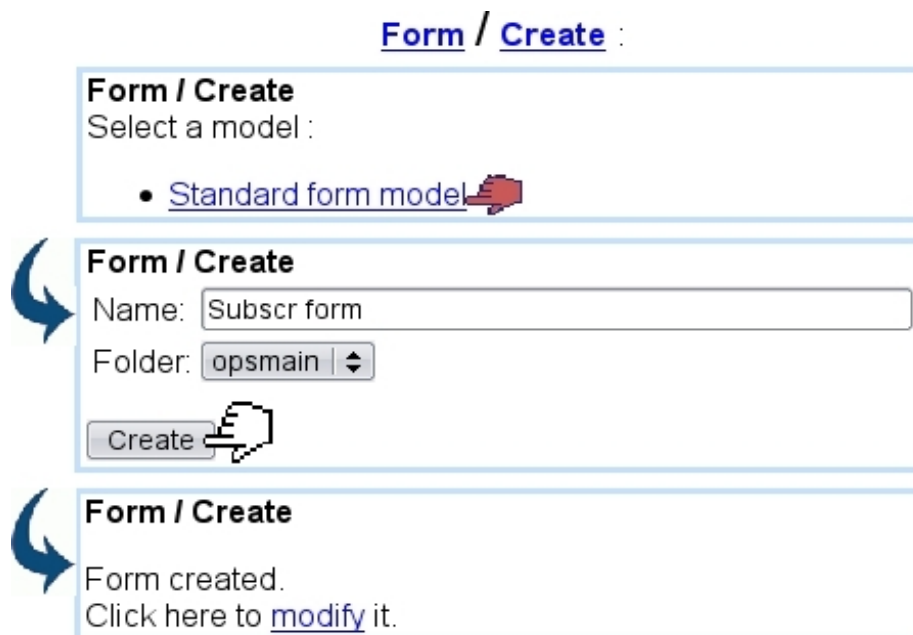 Form / Create :
Form / Create
Select a model :
• Standard form model
Form / Create
Name: Subscr form
Folder: opsmain
Create
Form / Create
Form created.
Click here to modify it.